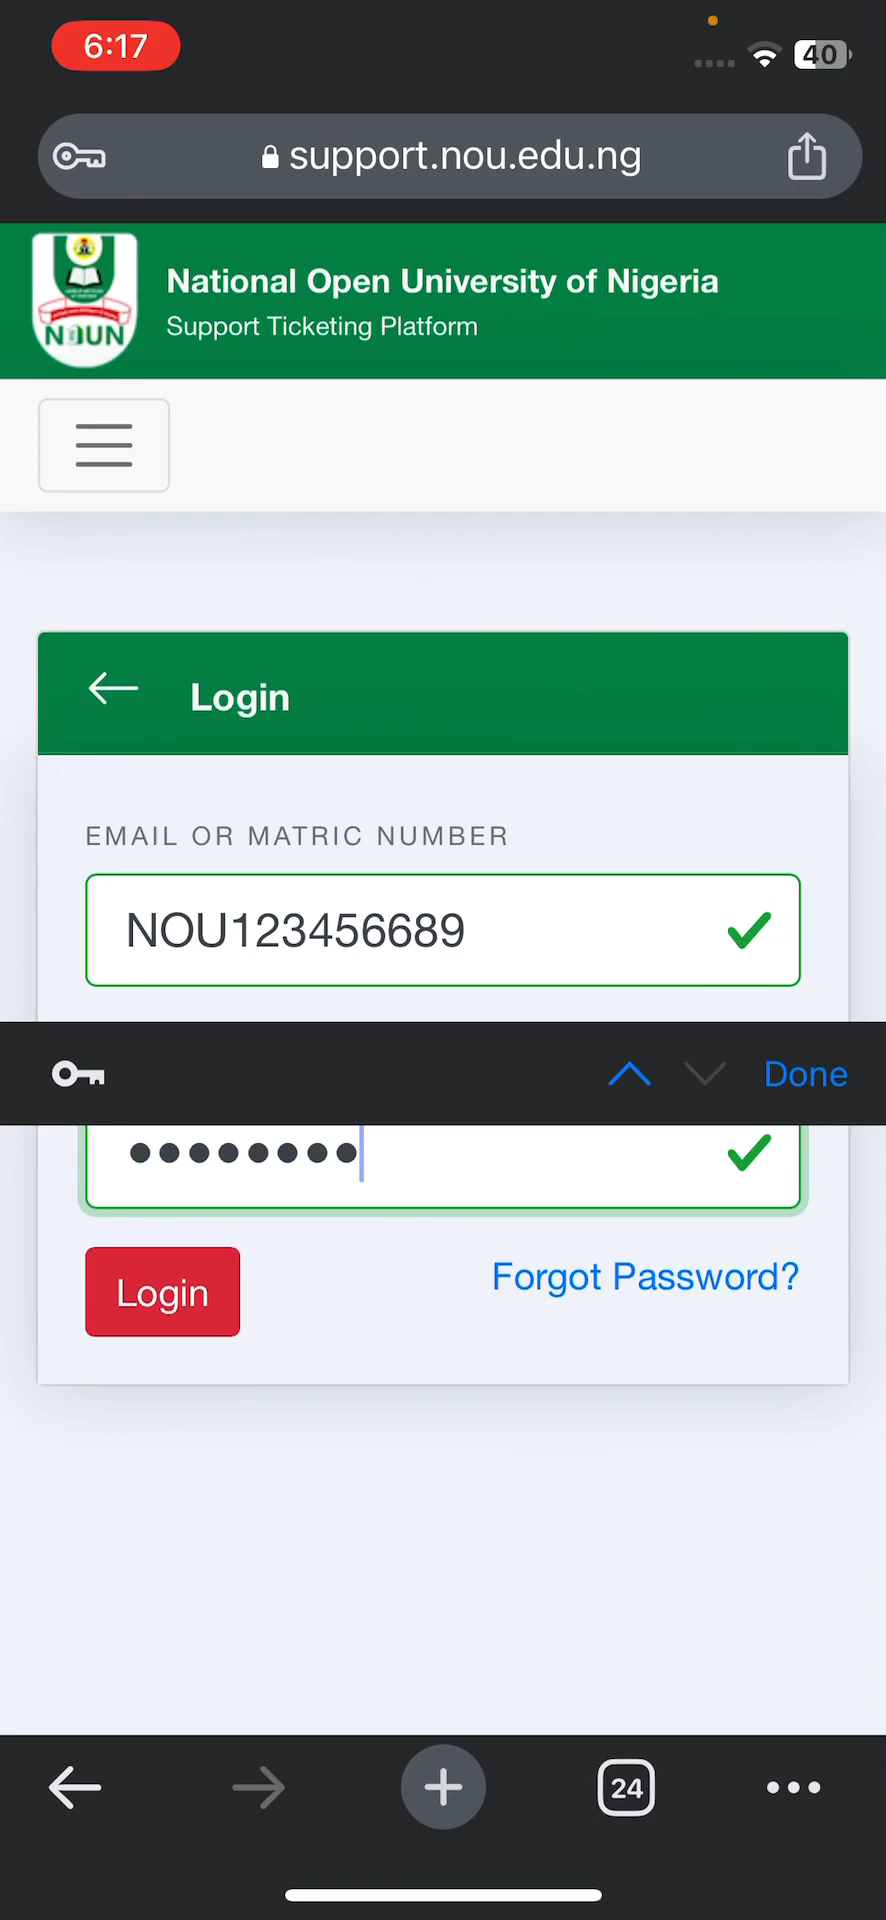 6:17
40
support.nou.edu.ng
NOUN
National Open University of Nigeria
Support Ticketing Platform
Login
EMAIL OR MATRIC NUMBER
NOU123456689
Done
Login
Forgot Password?
24